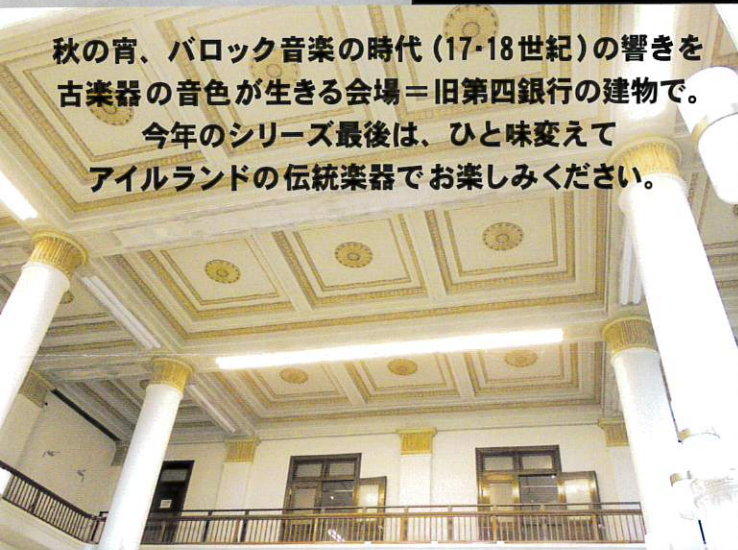 秋の宵、バロック音楽の時代(17・18世紀)の響きを
古楽器の音色が生きる会場=旧第四銀行の建物で。
今年のシリーズ最後は、ひと味変えて
アイルランドの伝統楽器でお楽しみください。